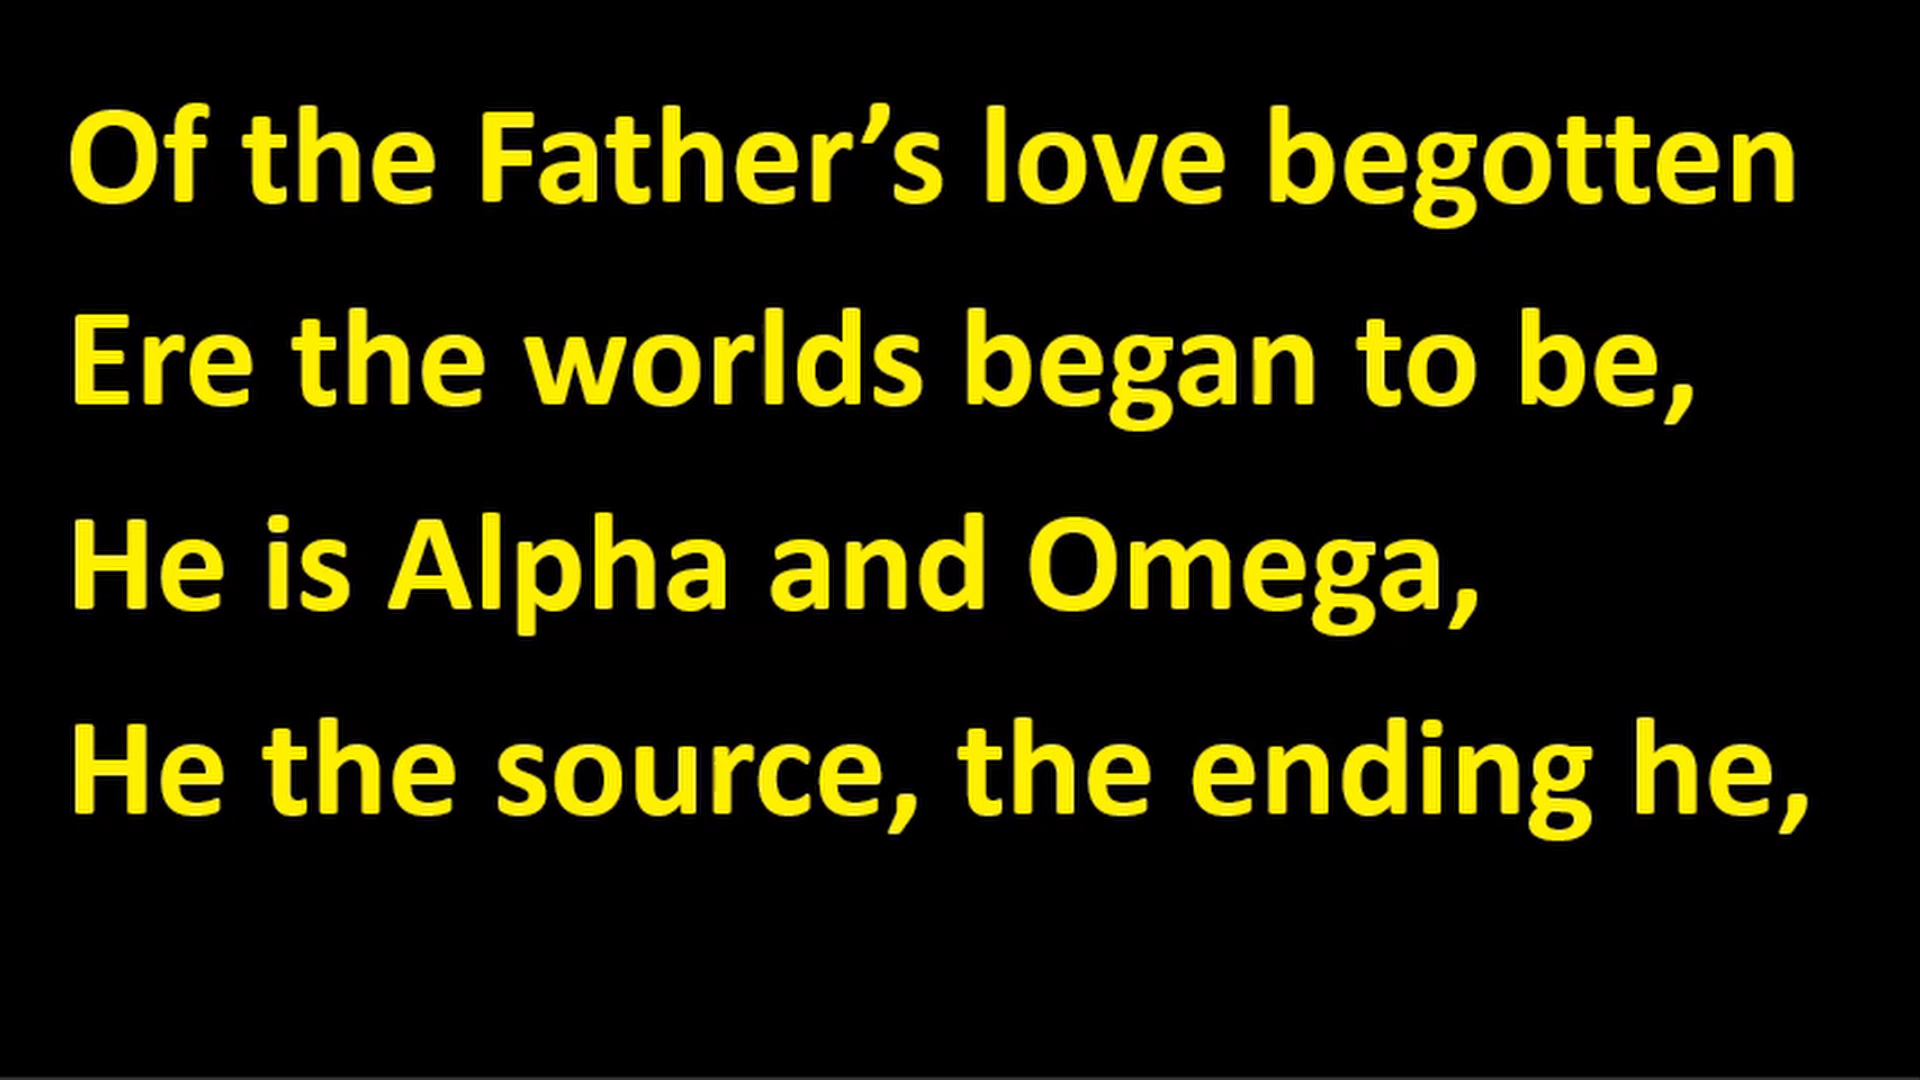 Of the Father’s love begotten
Ere the worlds began to be,
He is Alpha and Omega,
He the source, the ending he,